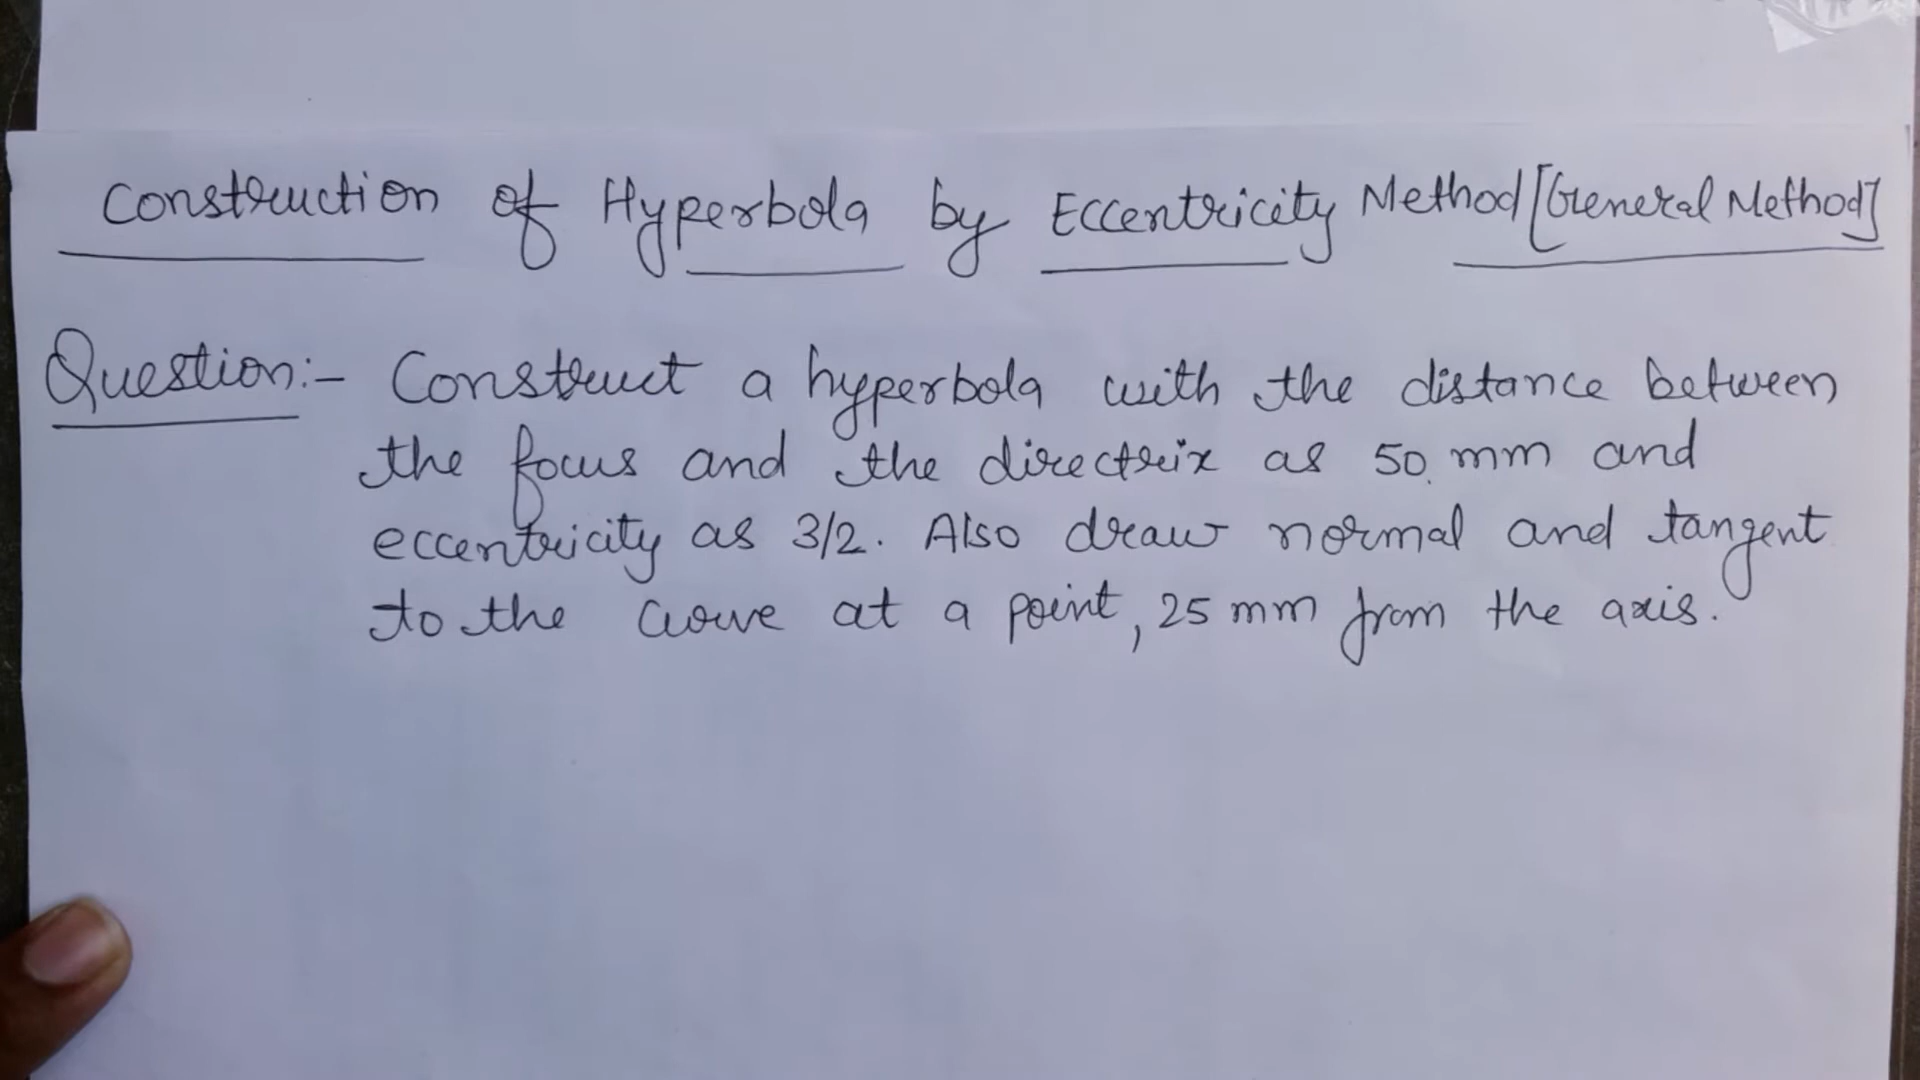 Construction of Hyperbola by Eccentricity Method [General Method]
Question:- Construct a hyperbola with the distance between
the focus and the directrix as 50 mm and
eccentricity as 3/2. Also draw normal and tangent
to the curve at a point, 25 mm from the axis.